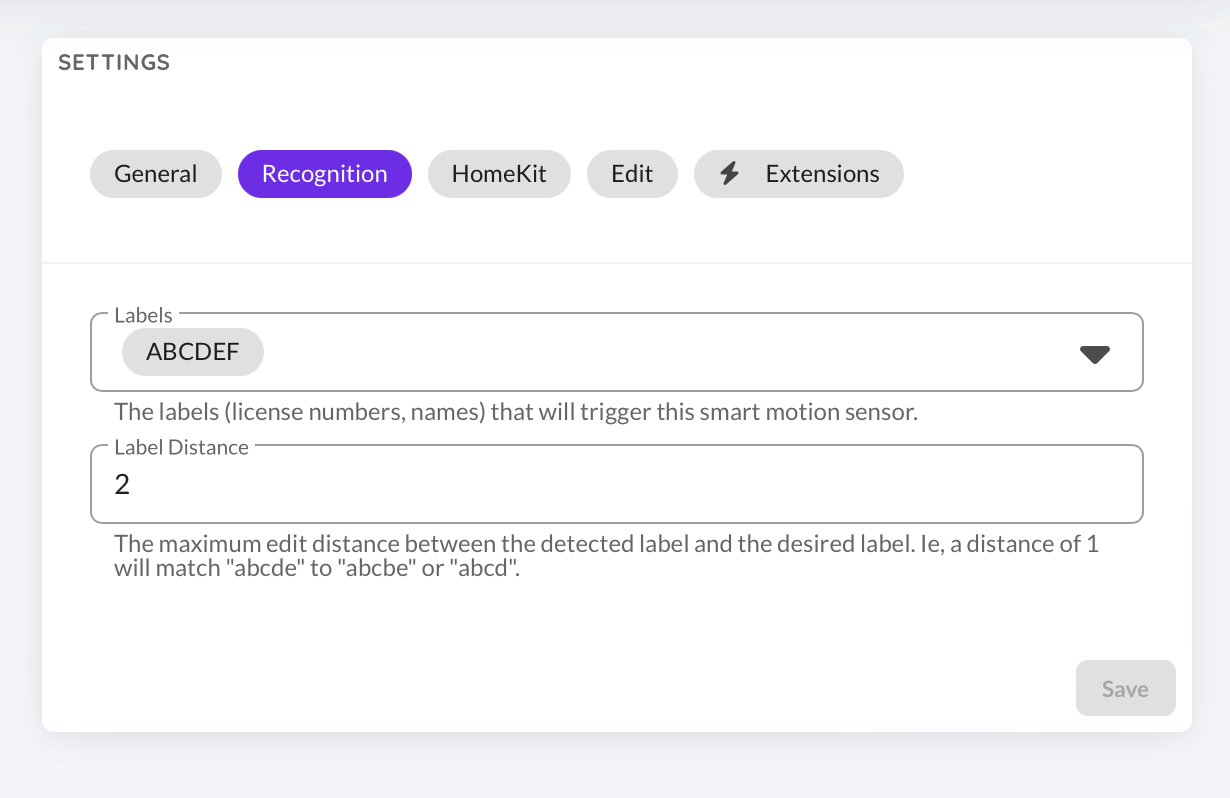 SETTINGS
General Recognition HomeKit Edit Extensions
Labels
ABCDEF
The labels (license numbers, names) that will trigger this smart motion sensor.
Label Distance
2
The maximum edit distance between the detected label and the desired label. Ie, a distance of 1
will match "abcde" to "abcbe" or "abcd".
Save